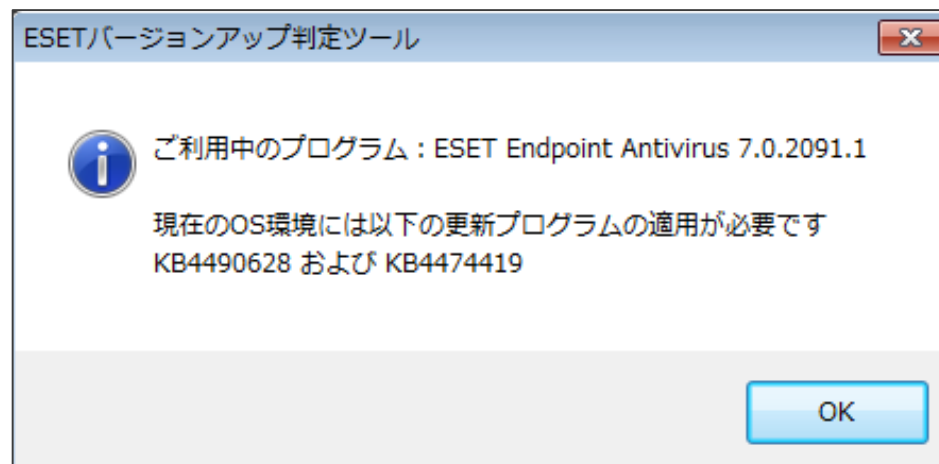 ESETバージョンアップ判定ツール
ご利用中のプログラム：ESET Endpoint Antivirus 7.0.2091.1
現在のOS環境には以下の更新プログラムの適用が必要です
KB4490628 および KB4474419
OK